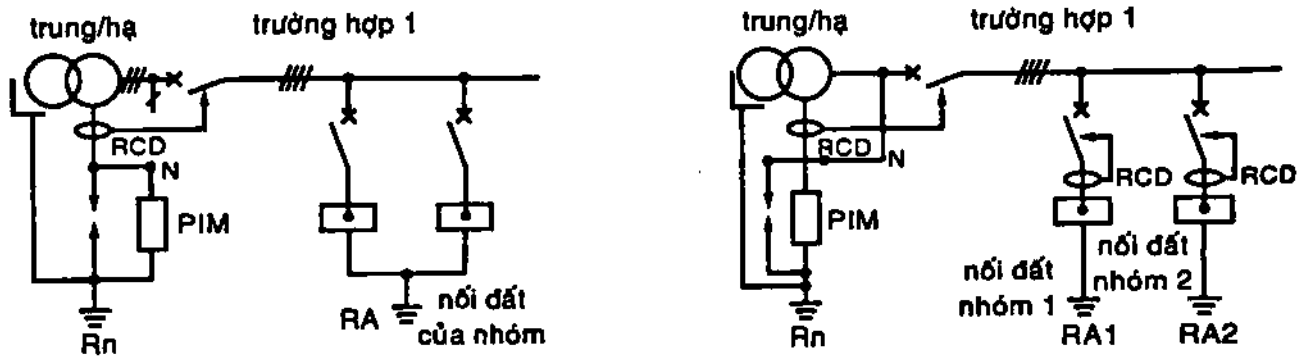 trung/hạ
trường hợp 1
RCD
N
PIM
Rn
RA
nối đất
của nhóm
trung/hạ
trường hợp 1
RCD
N
PIM
Rn
RCD
RCD
nối đất
nhóm 1
nối đất
nhóm 2
RA1
RA2